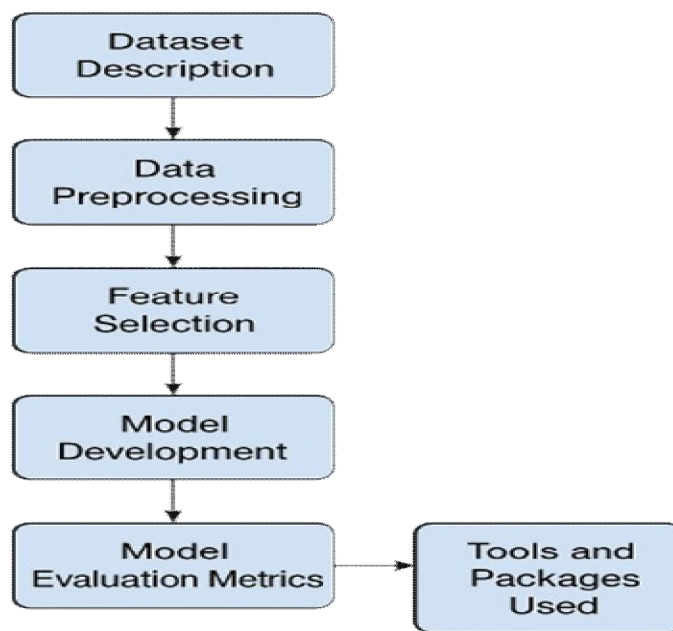 Dataset
Description
Data
Preprocessing
Feature
Selection
Model
Development
Model
Evaluation Metrics
Tools and
Packages
Used